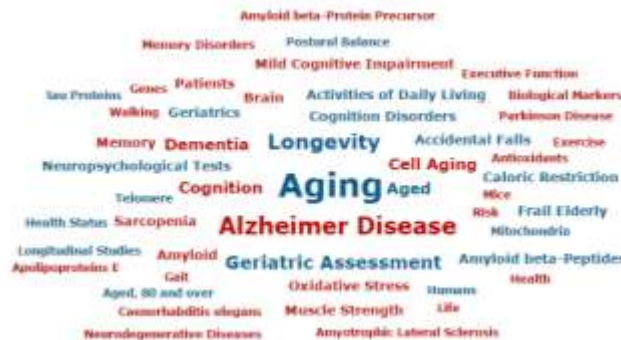 Amyloid beta-Protein Precursor
Memory Disorders Postural Balance
Mild Cognitive Impairment
Executive Function
tau Proteins Genes Patients Brain Activities of Daily Living Biological Markers
Walking Geriatrics Cognition Disorders Parkinson Disease
Memory Dementia Longevity Accidental Falls Exercise
Neuropsychological Tests Cell Aging Antioxidants
Caloric Restriction
Telomere Cognition Aging Aged Mice
Health Status Sarcopenia Alzheimer Disease Risk Frail Elderly
Mitochondria
Longitudinal Studies Amyloid Geriatric Assessment Amyloid beta-Peptides
Apolipoproteins E Gait Health
Aged, 80 and over Oxidative Stress Humans
Caenorhabditis elegans Muscle Strength Life
Neurodegenerative Diseases Amyotrophic Lateral Sclerosis